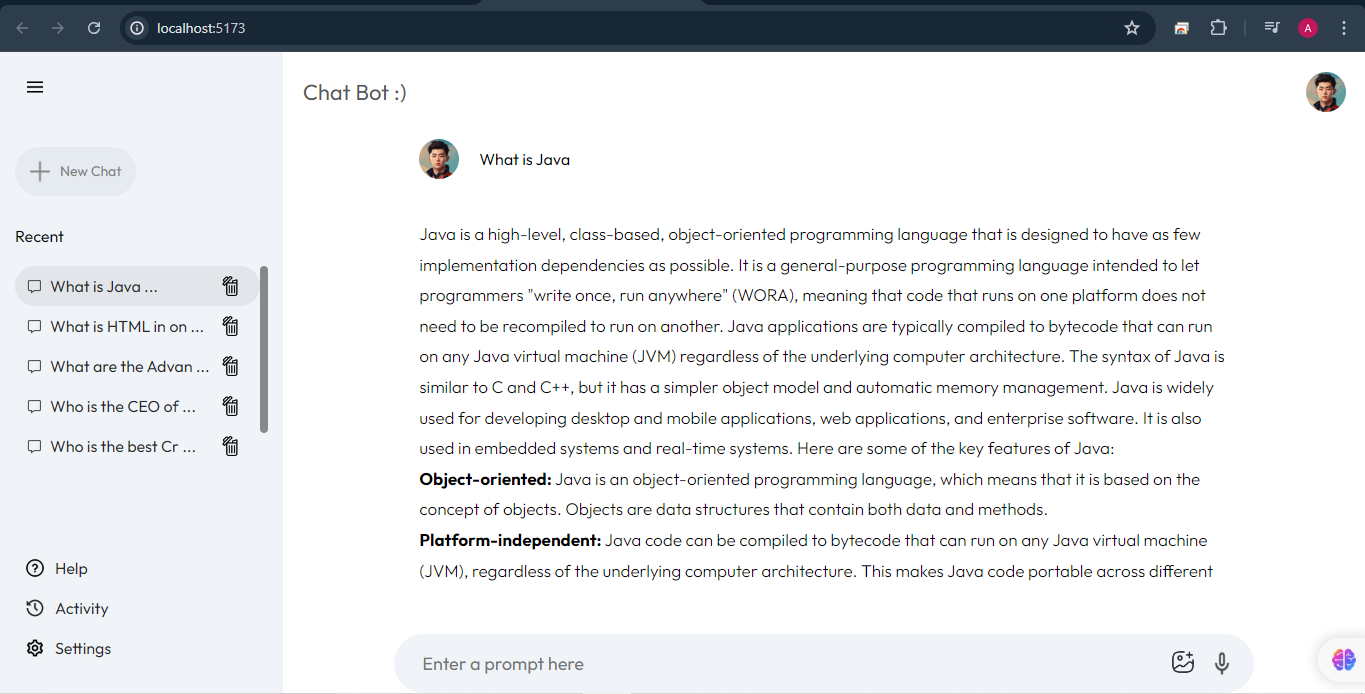 localhost:5173
A
Chat Bot :)
New Chat
Recent
What is Java ...
What is HTML in on ...
What are the Advan ...
Who is the CEO of ...
Who is the best Cr ...
Help
Activity
Settings
What is Java
Java is a high-level, class-based, object-oriented programming language that is designed to have as few
implementation dependencies as possible. It is a general-purpose programming language intended to let
programmers "write once, run anywhere" (WORA), meaning that code that runs on one platform does not
need to be recompiled to run on another. Java applications are typically compiled to bytecode that can run
on any Java virtual machine (JVM) regardless of the underlying computer architecture. The syntax of Java is
similar to C and C++, but it has a simpler object model and automatic memory management. Java is widely
used for developing desktop and mobile applications, web applications, and enterprise software. It is also
used in embedded systems and real-time systems. Here are some of the key features of Java:
Object-oriented: Java is an object-oriented programming language, which means that it is based on the
concept of objects. Objects are data structures that contain both data and methods.
Platform-independent: Java code can be compiled to bytecode that can run on any Java virtual machine
(JVM), regardless of the underlying computer architecture. This makes Java code portable across different
Enter a prompt here